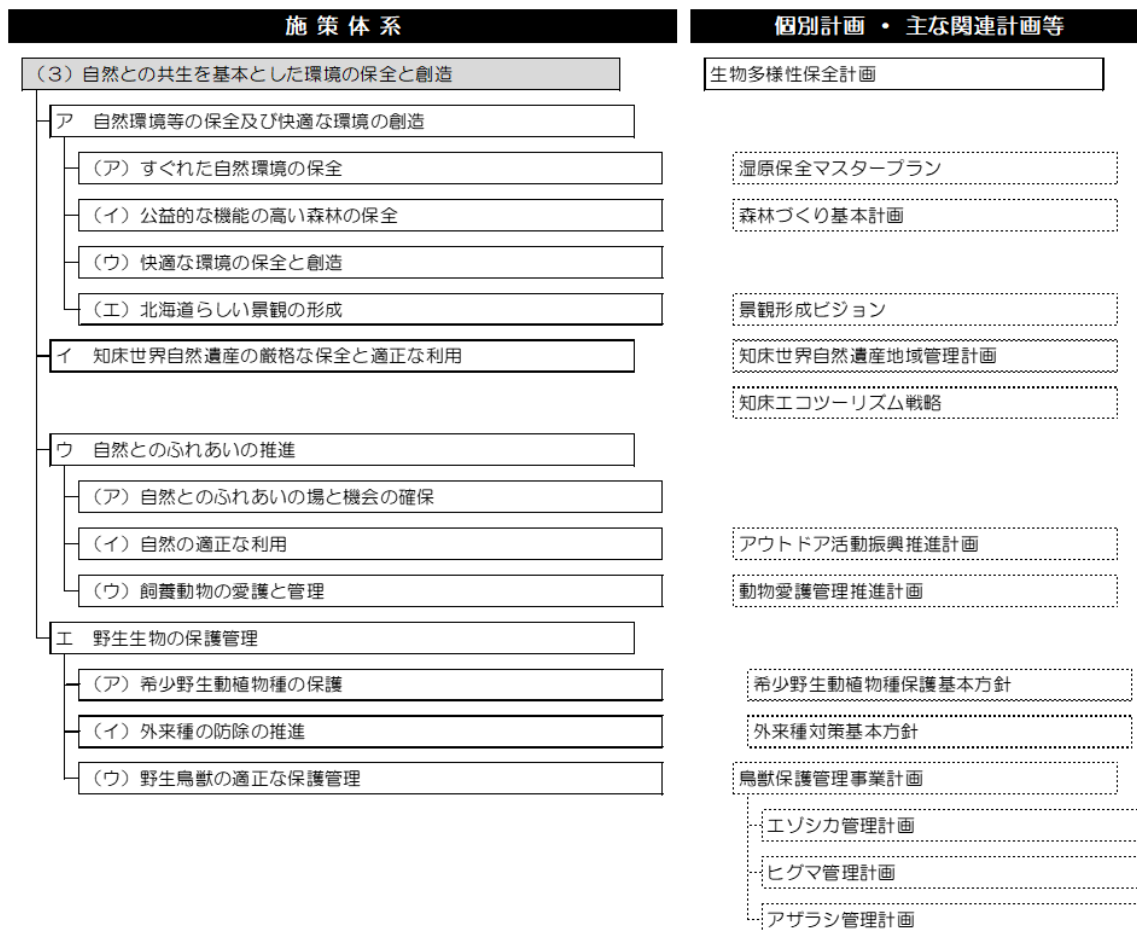 施策体系
個別計画 ・ 主な関連計画等
（3）自然との共生を基本とした環境の保全と創造
生物多様性保全計画
ア 自然環境等の保全及び快適な環境の創造
（ア）すぐれた自然環境の保全
湿原保全マスタープラン
（イ）公益的な機能の高い森林の保全
森林づくり基本計画
（ウ）快適な環境の保全と創造
（エ）北海道らしい景観の形成
景観形成ビジョン
イ 知床世界自然遺産の厳格な保全と適正な利用
知床世界自然遺産地域管理計画
知床エコツーリズム戦略
ウ 自然とのふれあいの推進
（ア）自然とのふれあいの場と機会の確保
（イ）自然の適正な利用
アウトドア活動振興推進計画
（ウ）飼養動物の愛護と管理
動物愛護管理推進計画
エ 野生生物の保護管理
（ア）希少野生動植物種の保護
希少野生動植物種保護基本方針
（イ）外来種の防除の推進
外来種対策基本方針
（ウ）野生鳥獣の適正な保護管理
鳥獣保護管理事業計画
エゾシカ管理計画
ヒグマ管理計画
アザラシ管理計画